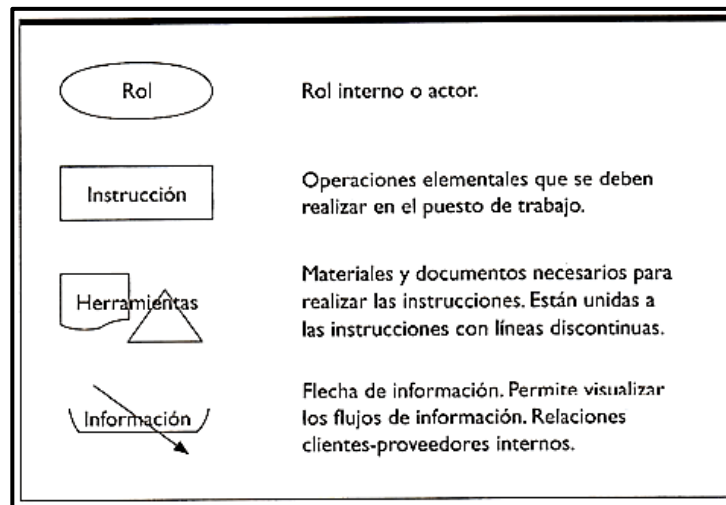 Rol
Rol interno o actor.
Instrucción
Operaciones elementales que se deben
realizar en el puesto de trabajo.
Herramientas
Materiales y documentos necesarios para
realizar las instrucciones. Están unidas a
las instrucciones con líneas discontinuas.
Información
Flecha de información. Permite visualizar
los flujos de información. Relaciones
clientes-proveedores internos.